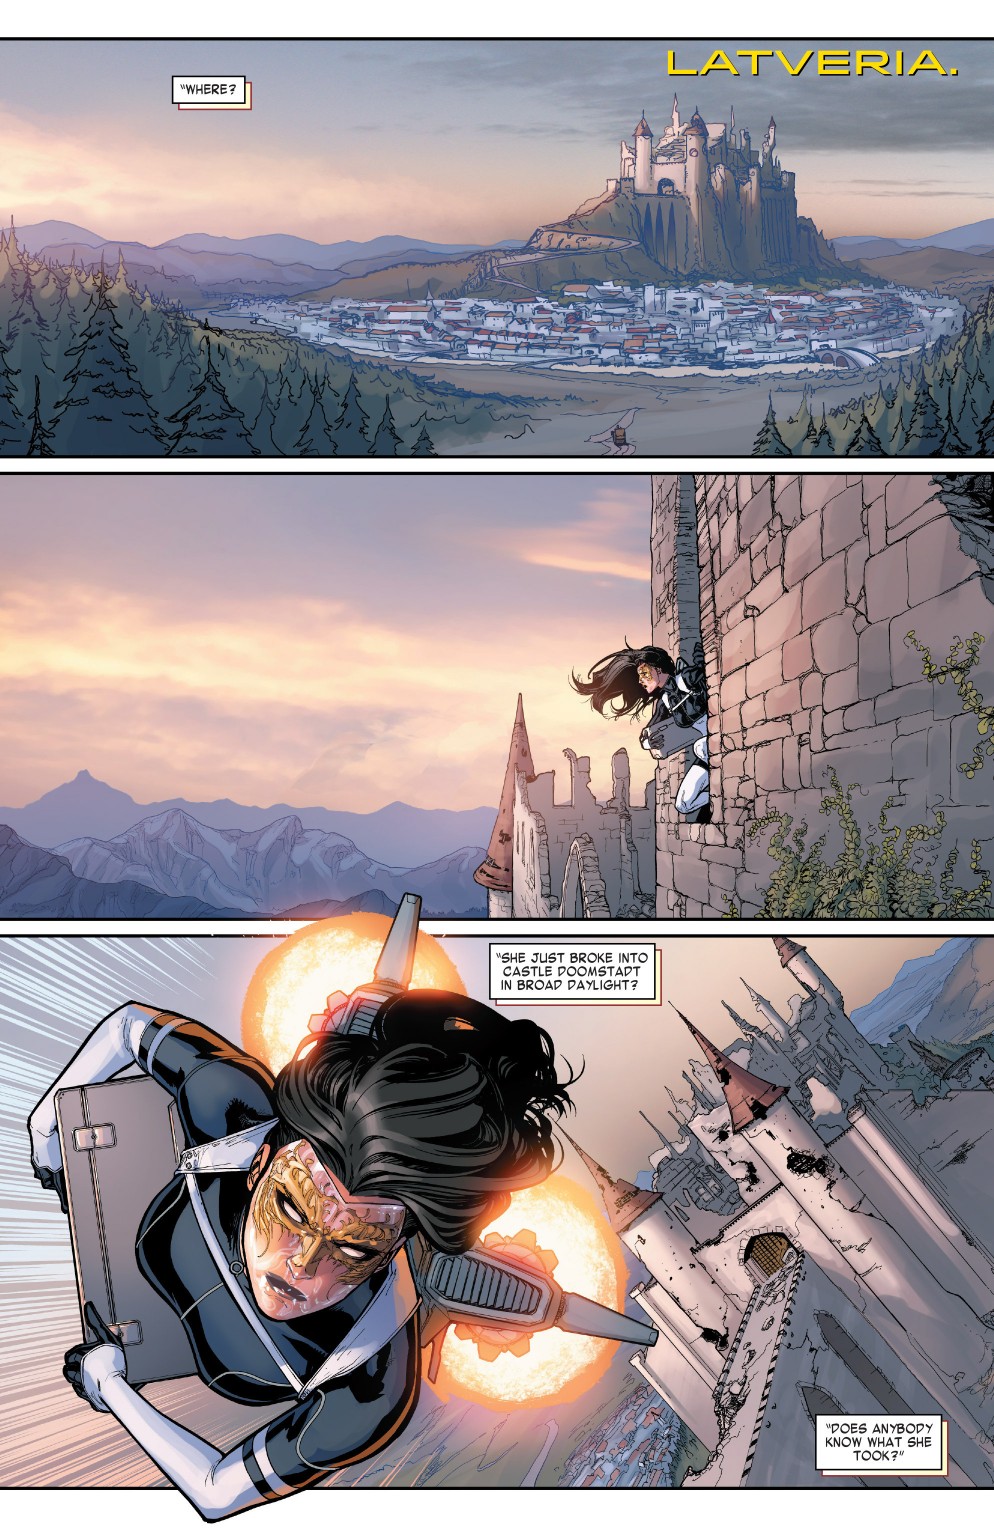 LATVERIA.
"WHERE?
"SHE JUST BROKE INTO
CASTLE DOOMSTADT
IN BROAD DAYLIGHT?
"DOES ANYBODY
KNOW WHAT SHE
TOOK?"